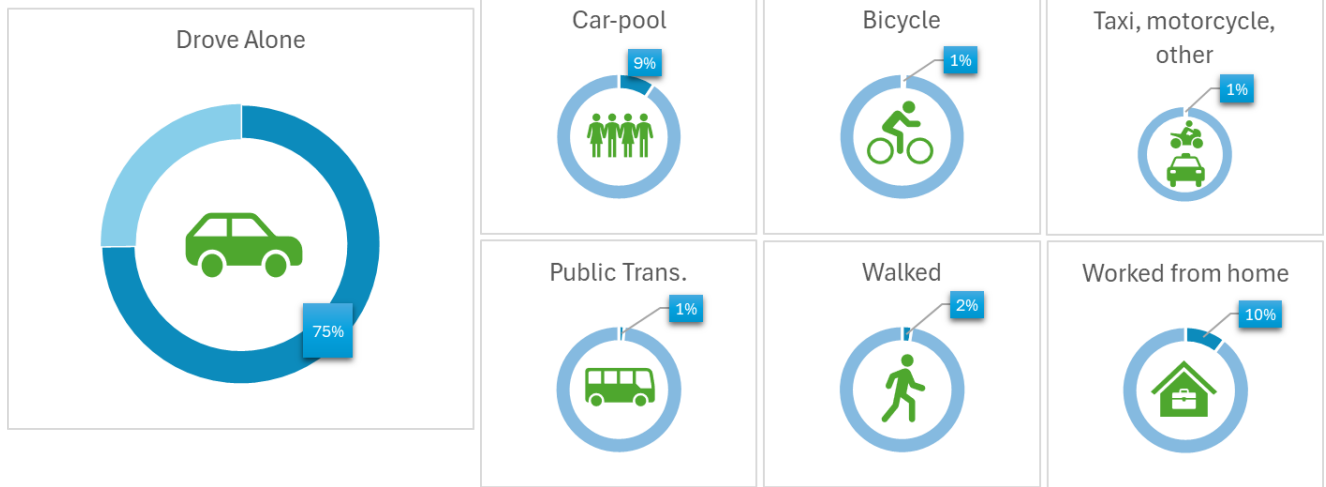 Drove Alone
75%
Car-pool
9%
Bicycle
1%
Taxi, motorcycle,
other
1%
Public Trans.
1%
Walked
2%
Worked from home
10%